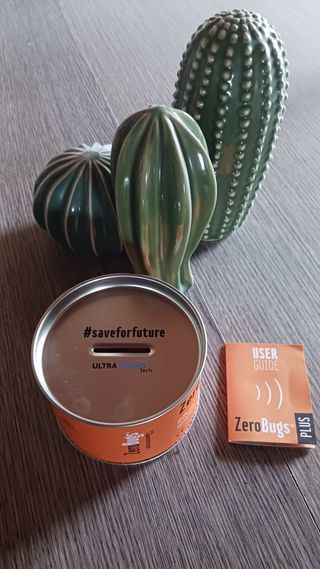 #saveforfuture
ULTRASOUND
tech
ZeroBugs
USER
GUIDE
ZeroBugs
PLUS